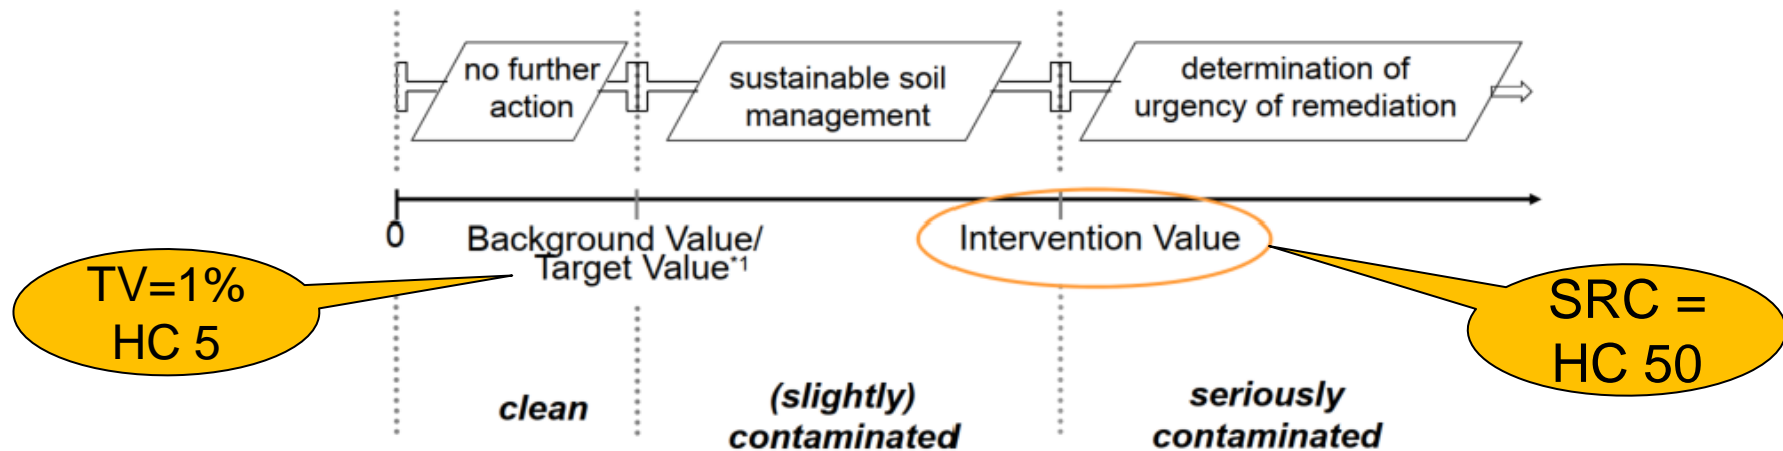 no further
action
sustainable soil
management
determination of
urgency of remediation
0
Background Value/
Target Value*1
Intervention Value
TV=1%
HC 5
SRC =
HC 50
clean
(slightly)
contaminated
seriously
contaminated